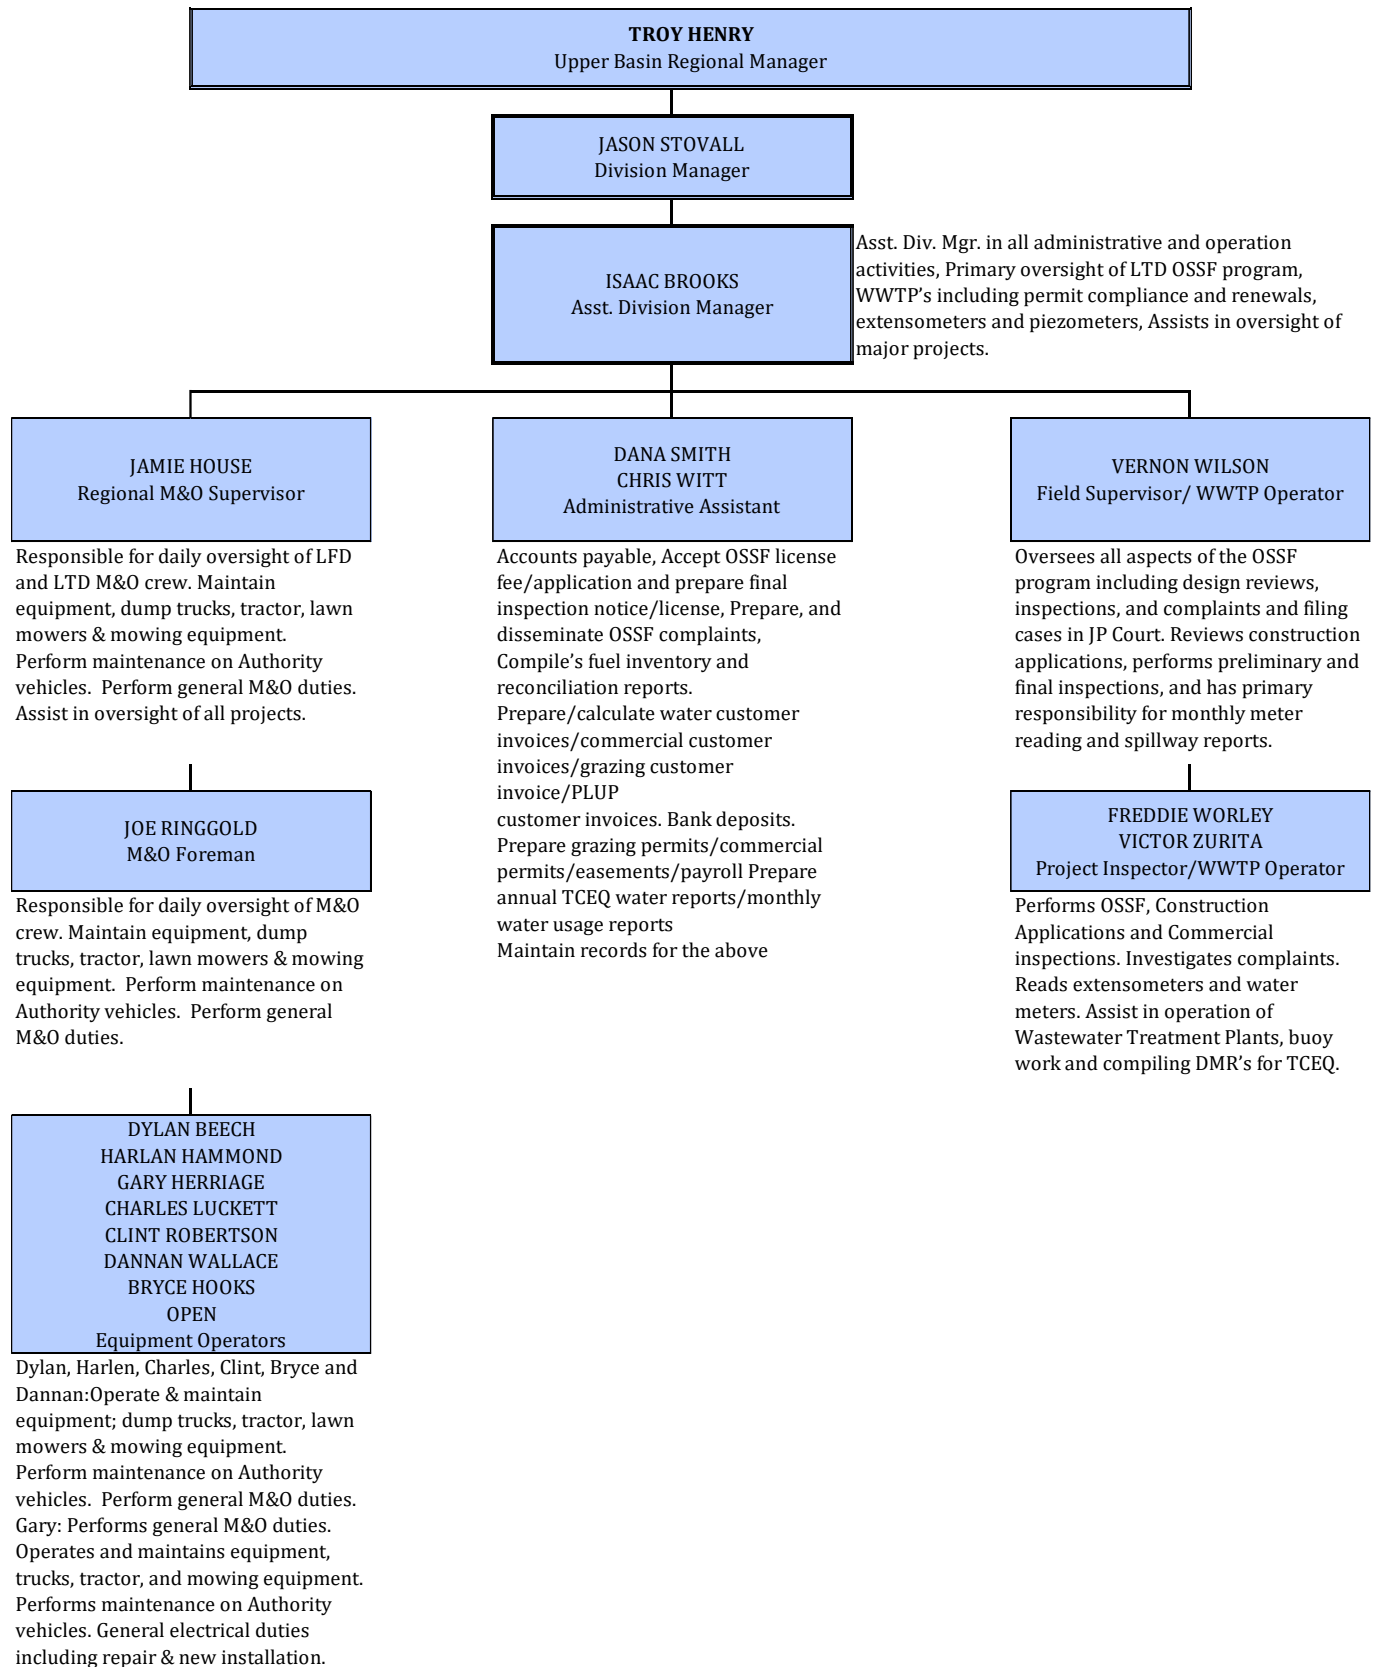 TROY HENRY
Upper Basin Regional Manager
JASON STOVALL
Division Manager
ISAAC BROOKS
Asst. Division Manager
Asst. Div. Mgr. in all administrative and operation
activities, Primary oversight of LTD OSSF program,
WWTP’s including permit compliance and renewals,
extensometers and piezometers, Assists in oversight of
major projects.
JAMIE HOUSE
Regional M&O Supervisor
Responsible for daily oversight of LFD
and LTD M&O crew. Maintain
equipment, dump trucks, tractor, lawn
mowers & mowing equipment.
Perform maintenance on Authority
vehicles.  Perform general M&O duties.
Assist in oversight of all projects.
JOE RINGGOLD
M&O Foreman
Responsible for daily oversight of M&O
crew. Maintain equipment, dump
trucks, tractor, lawn mowers & mowing
equipment.  Perform maintenance on
Authority vehicles.  Perform general
M&O duties.
DYLAN BEECH
HARLAN HAMMOND
GARY HERRIAGE
CHARLES LUCKETT
CLINT ROBERTSON
DANNAN WALLACE
BRYCE HOOKS
OPEN
Equipment Operators
Dylan, Harlen, Charles, Clint, Bryce and
Dannan:Operate & maintain
equipment; dump trucks, tractor, lawn
mowers & mowing equipment.
Perform maintenance on Authority
vehicles.  Perform general M&O duties.
Gary: Performs general M&O duties.
Operates and maintains equipment,
trucks, tractor, and mowing equipment.
Performs maintenance on Authority
vehicles. General electrical duties
including repair & new installation.
DANA SMITH
CHRIS WITT
Administrative Assistant
Accounts payable, Accept OSSF license
fee/application and prepare final
inspection notice/license, Prepare, and
disseminate OSSF complaints,
Compile’s fuel inventory and
reconciliation reports.
Prepare/calculate water customer
invoices/commercial customer
invoices/grazing customer
invoice/PLUP
customer invoices. Bank deposits.
Prepare grazing permits/commercial
permits/easements/payroll Prepare
annual TCEQ water reports/monthly
water usage reports
Maintain records for the above
VERNON WILSON
Field Supervisor/ WWTP Operator
Oversees all aspects of the OSSF
program including design reviews,
inspections, and complaints and filing
cases in JP Court. Reviews construction
applications, performs preliminary and
final inspections, and has primary
responsibility for monthly meter
reading and spillway reports.
FREDDIE WORLEY
VICTOR ZURITA
Project Inspector/WWTP Operator
Performs OSSF, Construction
Applications and Commercial
inspections. Investigates complaints.
Reads extensometers and water
meters. Assist in operation of
Wastewater Treatment Plants, buoy
work and compiling DMR’s for TCEQ.